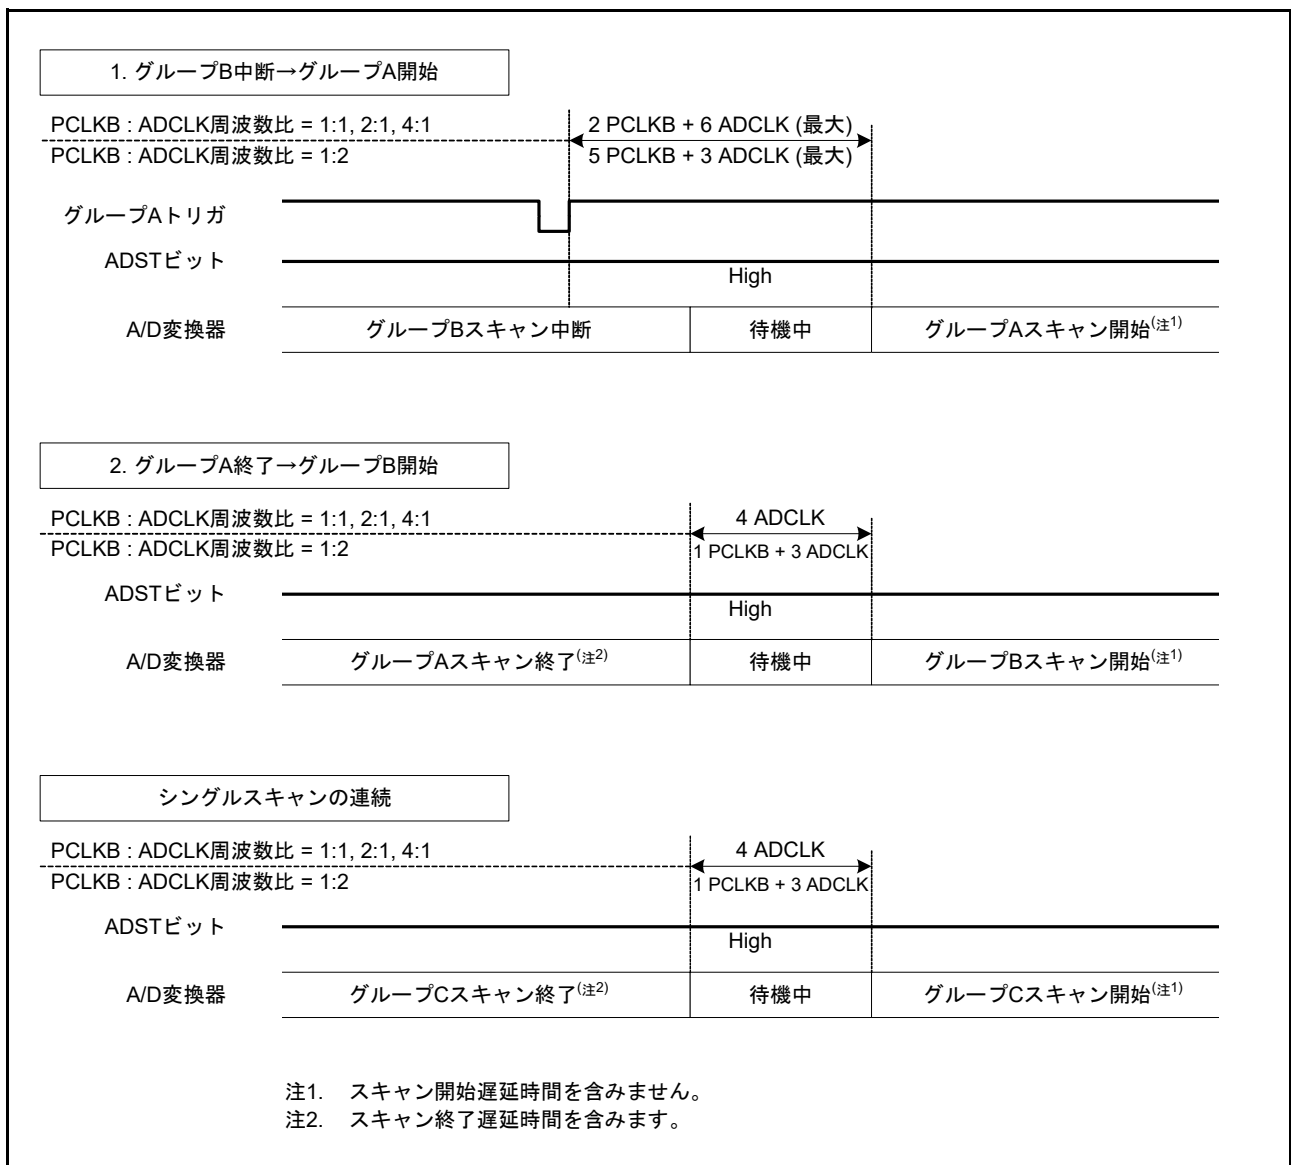 1. グループB中断→グループA開始
PCLKB : ADCLK周波数比 = 1:1, 2:1, 4:1
2 PCLKB + 6 ADCLK (最大)
PCLKB : ADCLK周波数比 = 1:2
5 PCLKB + 3 ADCLK (最大)
グループAトリガ
ADSTビット
High
A/D変換器
グループBスキャン中断
待機中
グループAスキャン開始(注1)
2. グループA終了→グループB開始
PCLKB : ADCLK周波数比 = 1:1, 2:1, 4:1
4 ADCLK
PCLKB : ADCLK周波数比 = 1:2
1 PCLKB + 3 ADCLK
ADSTビット
High
A/D変換器
グループAスキャン終了(注2)
待機中
グループBスキャン開始(注1)
シングルスキャンの連続
PCLKB : ADCLK周波数比 = 1:1, 2:1, 4:1
4 ADCLK
PCLKB : ADCLK周波数比 = 1:2
1 PCLKB + 3 ADCLK
ADSTビット
High
A/D変換器
グループCスキャン終了(注2)
待機中
グループCスキャン開始(注1)
注1. スキャン開始遅延時間を含みません。
注2. スキャン終了遅延時間を含みます。